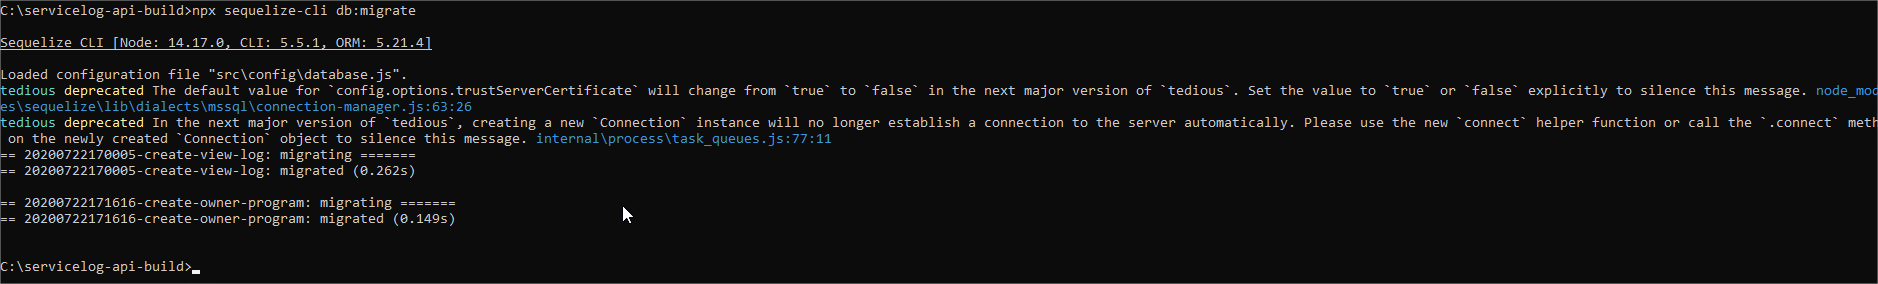 C:\servicelog-api-build>npx sequelize-cli db:migrate
Sequelize CLI [Node: 14.17.0, CLI: 5.5.1, ORM: 5.21.4]
Loaded configuration file "src\config\database.js".
tedious deprecated The default value for `config.options.trustServerCertificate` will change from `true` to `false` in the next major version of `tedious`. Set the value to `true` or `false` explicitly to silence this message. node_mod
es\sequelize\lib\dialects\mssql\connection-manager.js:63:26
tedious deprecated In the next major version of `tedious`, creating a new `Connection` instance will no longer establish a connection to the server automatically. Please use the new `connect` helper function or call the `.connect` meth
 on the newly created `Connection` object to silence this message. internal\process\task_queues.js:77:11
== 20200722170005-create-view-log: migrating =======
== 20200722170005-create-view-log: migrated (0.262s)
== 20200722171616-create-owner-program: migrating =======
== 20200722171616-create-owner-program: migrated (0.149s)
C:\servicelog-api-build>